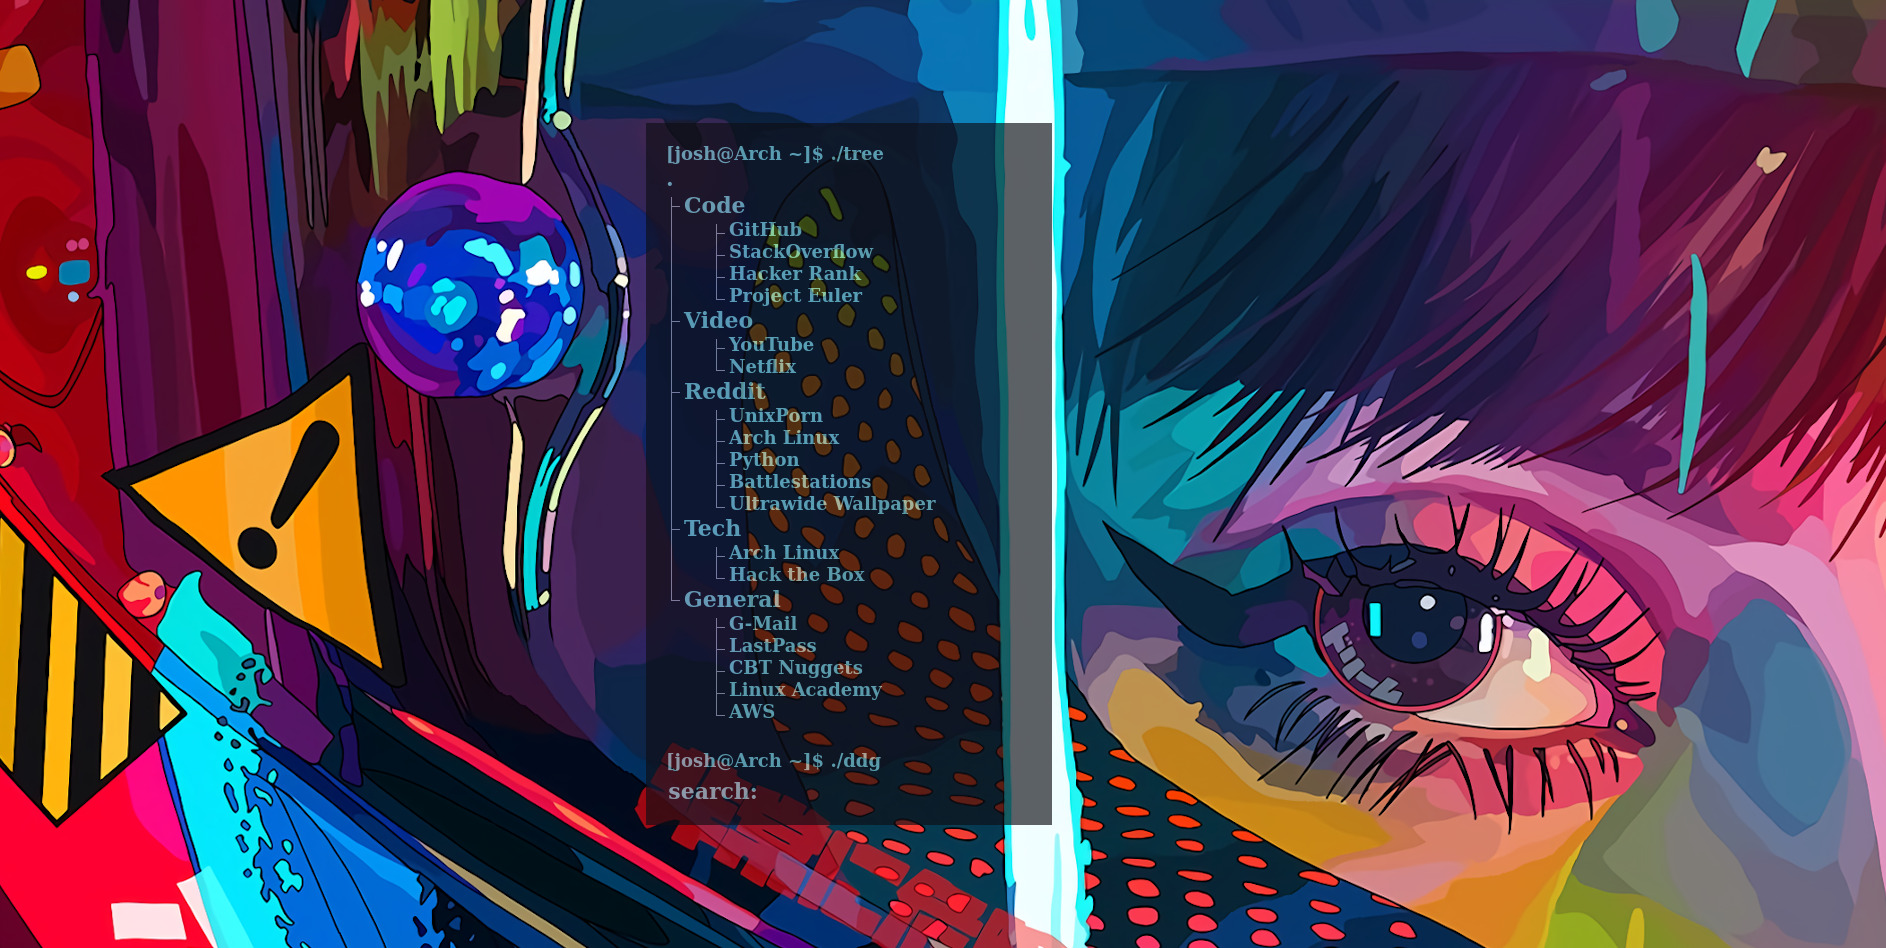 [josh@Arch ~]$ ./tree
.
Code
GitHub
StackOverflow
Hacker Rank
Project Euler
Video
YouTube
Netflix
Reddit
UnixPorn
Arch Linux
Python
Battlestations
Ultrawide Wallpaper
Tech
Arch Linux
Hack the Box
General
G-Mail
LastPass
CBT Nuggets
Linux Academy
AWS
[josh@Arch ~]$ ./ddg
search: